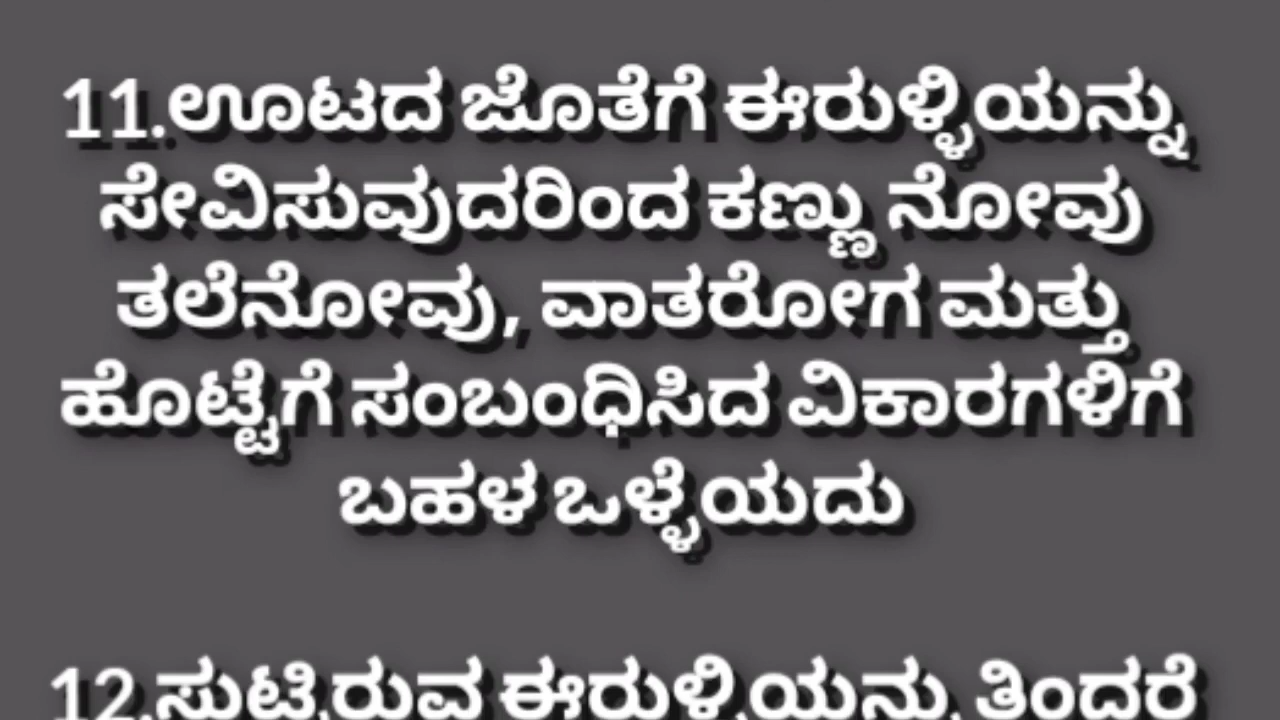 11.ಊಟದ ಜೊತೆಗೆ ಈರುಳ್ಳಿಯನ್ನು
ಸೇವಿಸುವುದರಿಂದ ಕಣ್ಣು ನೋವು
ತಲೆನೋವು, ವಾತರೋಗ ಮತ್ತು
ಹೊಟ್ಟೆಗೆ ಸಂಬಂಧಿಸಿದ ವಿಕಾರಗಳಿಗೆ
ಬಹಳ ಒಳ್ಳೆಯದು
12.ಸುಟ್ಟಿರುವ ಈರುಳ್ಳಿಯನ್ನು ತಿಂದರೆ